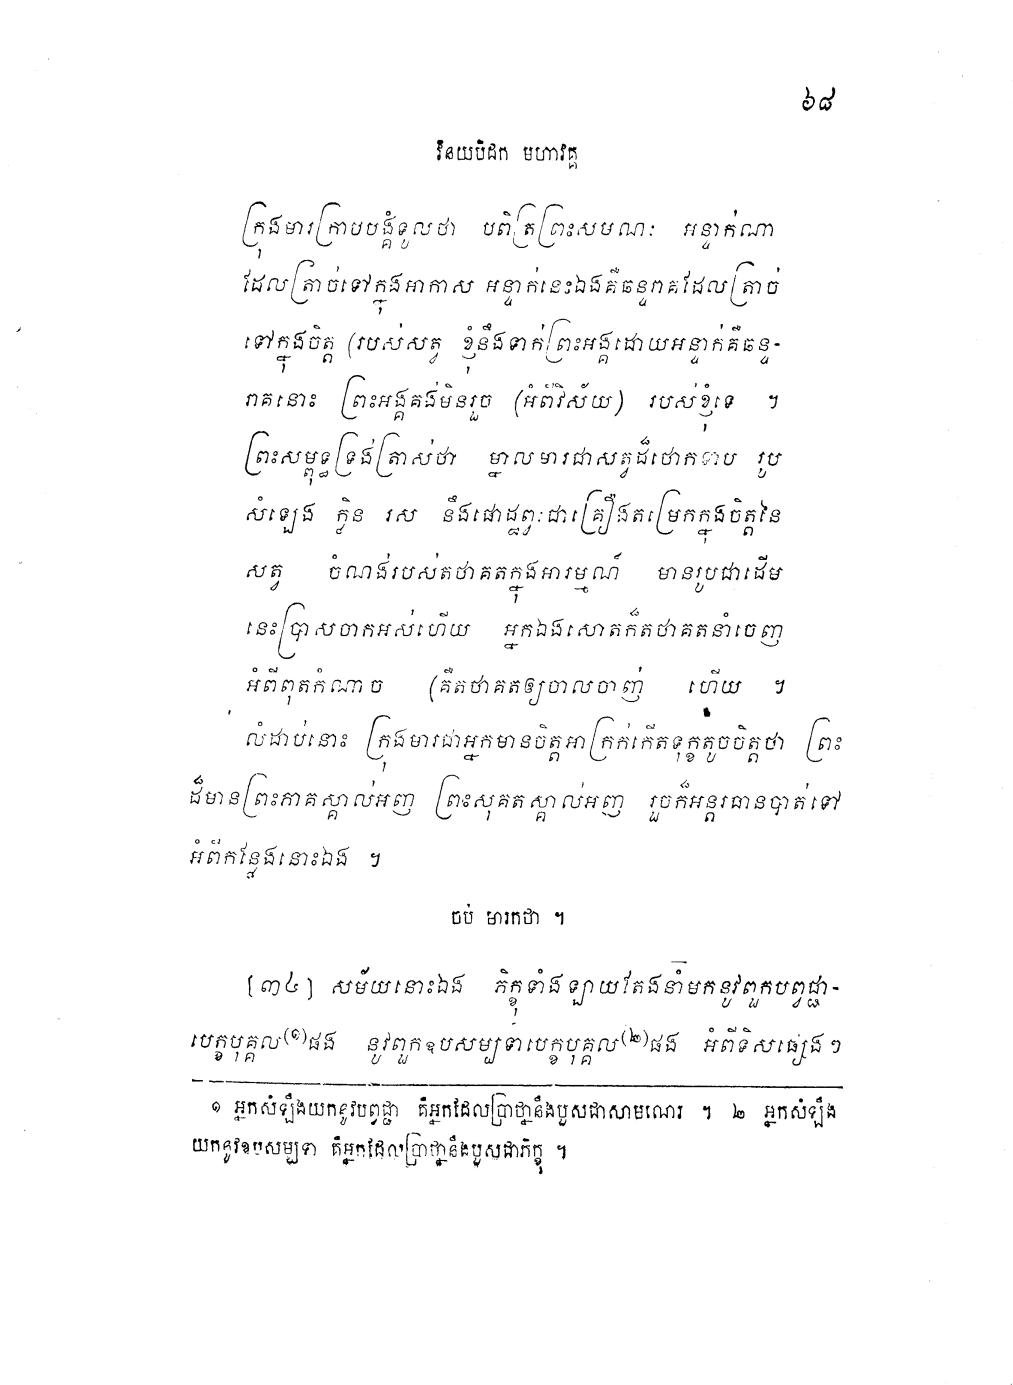 ៦៨
វិនយបិដក មហាវគ្គ
ក្រុងមារក្រាបបង្គំទូលថា បពិត្រព្រះសមណៈ អន្ទាក់ណា
ដែលត្រាច់ទៅក្នុងអាកាស អន្ទាក់នេះឯងគឺឆន្ទរាគដែលត្រាច់
ទៅក្នុងចិត្ត (របស់សត្វ ខ្ញុំនឹងទាក់ព្រះអង្គដោយអន្ទាក់គឺឆន្ទ-
រាគនោះ ព្រះអង្គគង់មិនរួច (អំពីវិស័យ) របស់ខ្ញុំទេ ។
ព្រះសម្ពុទ្ធទ្រង់ត្រាស់ថា ម្នាលមារជាសត្វដ៏ថោកទាប រូប
សំឡេង ក្លិន រស នឹងផោដ្ឋព្វៈជាគ្រឿងតម្រេកក្នុងចិត្តនៃ
សត្វ ចំណង់របស់តថាគតក្នុងអារម្មណ៍ មានរូបជាដើម
នេះប្រាសចាកអស់ហើយ អ្នកឯងសោតក៏តថាគតនាំចេញ
អំពីពុតកំណាច (គឺតថាគតឲ្យចាលចាញ់ ហើយ ។
លំដាប់នោះ ក្រុងមារជាអ្នកមានចិត្តអាក្រក់កើតទុក្ខតូចចិត្តថា ព្រះ
ដ៏មានព្រះភាគស្គាល់អញ ព្រះសុគតស្គាល់អញ រួចក៏អន្តរធានបាត់ទៅ
អំពីកន្លែងនោះឯង ។
ចប់ មារកថា ។
[៣៤] សម័យនោះឯង ភិក្ខុទាំងឡាយតែងនាំមកនូវពួកបព្វជ្ជា-
បេក្ខបុគ្គល(១)ផង នូវពួកឧបសម្បទាបេក្ខបុគ្គល(២)ផង អំពីទិសផ្សេងៗ
១ អ្នកសំឡឹងយកនូវបព្វជ្ជា គឺអ្នកដែលប្រាថ្នានឹងបួសជាសាមណេរ ។ ២ អ្នកសំឡឹង
យកនូវឧបសម្បទា គឺអ្នកដែលប្រាថ្នានឹងបួសជាភិក្ខុ ។